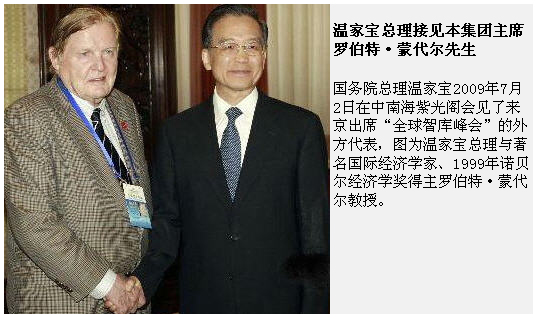 温家宝总理接见本集团主席
罗伯特·蒙代尔先生
国务院总理温家宝2009年7月
2日在中南海紫光阁会见了来
京出席“全球智库峰会”的外
方代表，图为温家宝总理与著
名国际经济学家、1999年诺贝
尔经济学奖得主罗伯特·蒙代
尔教授。